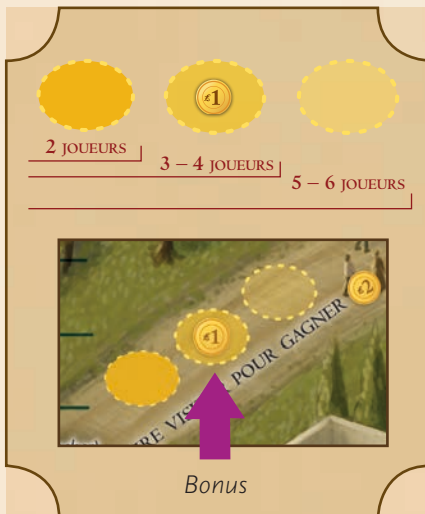 £1
2 JOUEURS
3 – 4 JOUEURS
5 – 6 JOUEURS
£2
£1
POUR GAGNER
Bonus